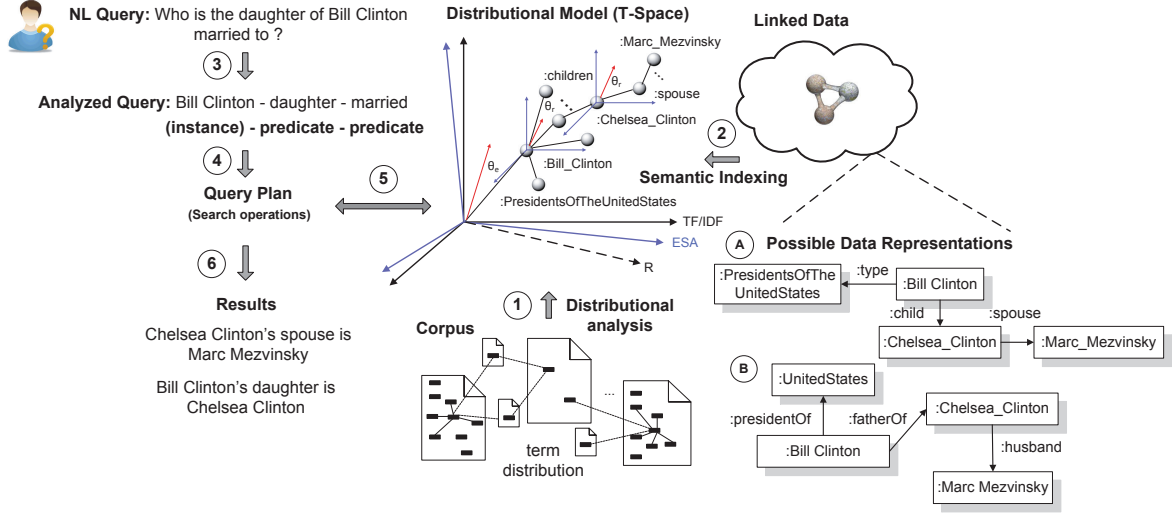 NL Query: Who is the daughter of Bill Clinton
married to ?
3
Analyzed Query: Bill Clinton - daughter - married
(instance) - predicate - predicate
4
Query Plan
(Search operations)
5
6
Results
Chelsea Clinton's spouse is
Marc Mezvinsky
Bill Clinton's daughter is
Chelsea Clinton
Distributional Model (T-Space)
:Marc_Mezvinsky
:children
θr
:spouse
θr
:Chelsea_Clinton
:Bill_Clinton
θe
:PresidentsOfTheUnitedStates
TF/IDF
ESA
R
1
Distributional
analysis
Corpus
...
term
distribution
Linked Data
2
Semantic Indexing
A
Possible Data Representations
:PresidentsOfThe
UnitedStates
:type
:Bill Clinton
:child
:spouse
:Chelsea_Clinton
:Marc_Mezvinsky
B
:UnitedStates
:presidentOf
:fatherOf
:Chelsea_Clinton
:Bill Clinton
:husband
:Marc Mezvinsky